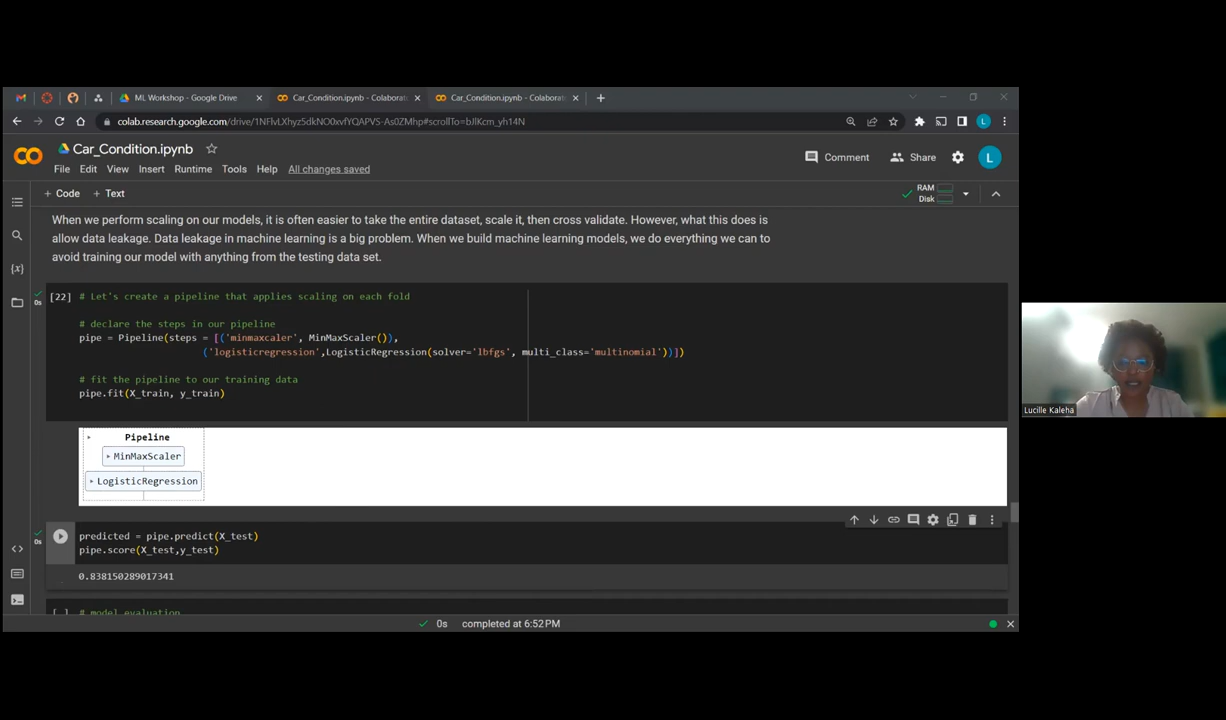 ML Workshop - Google Drive
Car_Condition.ipynb - Colaborat
Car_Condition.ipynb - Colaborat
colab.research.google.com/drive/1NFlvLXhyz5dkNO0xvfYQAPVS-As0ZMhp#scrollTo=bJlKcm_yh14N
L
Car_Condition.ipynb
Comment
Share
L
File Edit View Insert Runtime Tools Help All changes saved
+ Code + Text
RAM
Disk
When we perform scaling on our models, it is often easier to take the entire dataset, scale it, then cross validate. However, what this does is
allow data leakage. Data leakage in machine learning is a big problem. When we build machine learning models, we do everything we can to
avoid training our model with anything from the testing data set.
[22] # Let's create a pipeline that applies scaling on each fold
0s
# declare the steps in our pipeline
pipe = Pipeline(steps = [('minmaxcaler', MinMaxScaler()),
('logisticregression',LogisticRegression(solver='lbfgs', multi_class='multinomial'))])
# fit the pipeline to our training data
pipe.fit(X_train, y_train)
Pipeline
MinMaxScaler
LogisticRegression
predicted = pipe.predict(X_test)
0s
pipe.score(X_test,y_test)
0.838150289017341
[ ] # model evaluation
0s completed at 6:52 PM
Lucille Kaleha